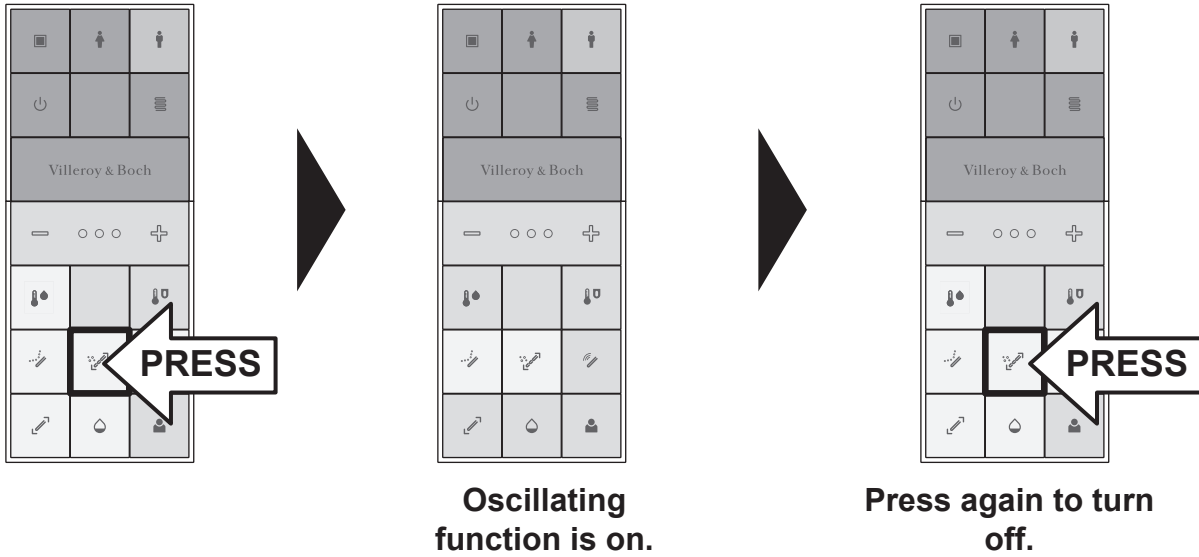 Villeroy & Boch
Villeroy & Boch
Villeroy & Boch
PRESS
PRESS
Oscillating
function is on.
Press again to turn
off.